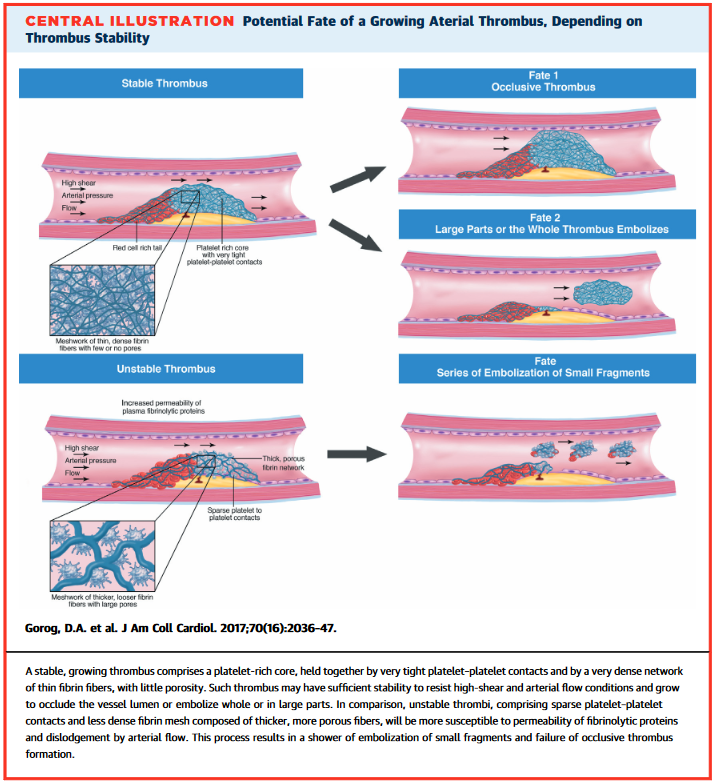 CENTRAL ILLUSTRATION Potential Fate of a Growing Aterial Thrombus, Depending on
Thrombus Stability
Stable Thrombus
High shear
Arterial pressure
Flow
Red cell rich tail
Platelet rich core
with very tight
platelet-platelet contacts
Meshwork of thin, dense fibrin
fibers with few or no pores
Fate 1
Occlusive Thrombus
Fate 2
Large Parts or the Whole Thrombus Embolizes
Unstable Thrombus
Increased permeability of
plasma fibrinolytic proteins
High shear
Arterial pressure
Flow
Thick, porous
fibrin network
Sparse platelet to
platelet contacts
Meshwork of thicker, looser fibrin
fibers with large pores
Fate
Series of Embolization of Small Fragments
Gorog, D.A. et al. J Am Coll Cardiol. 2017;70(16):2036–47.
A stable, growing thrombus comprises a platelet-rich core, held together by very tight platelet–platelet contacts and by a very dense network
of thin fibrin fibers, with little porosity. Such thrombus may have sufficient stability to resist high-shear and arterial flow conditions and grow
to occlude the vessel lumen or embolize whole or in large parts. In comparison, unstable thrombi, comprising sparse platelet–platelet
contacts and less dense fibrin mesh composed of thicker, more porous fibers, will be more susceptible to permeability of fibrinolytic proteins
and dislodgement by arterial flow. This process results in a shower of embolization of small fragments and failure of occlusive thrombus
formation.